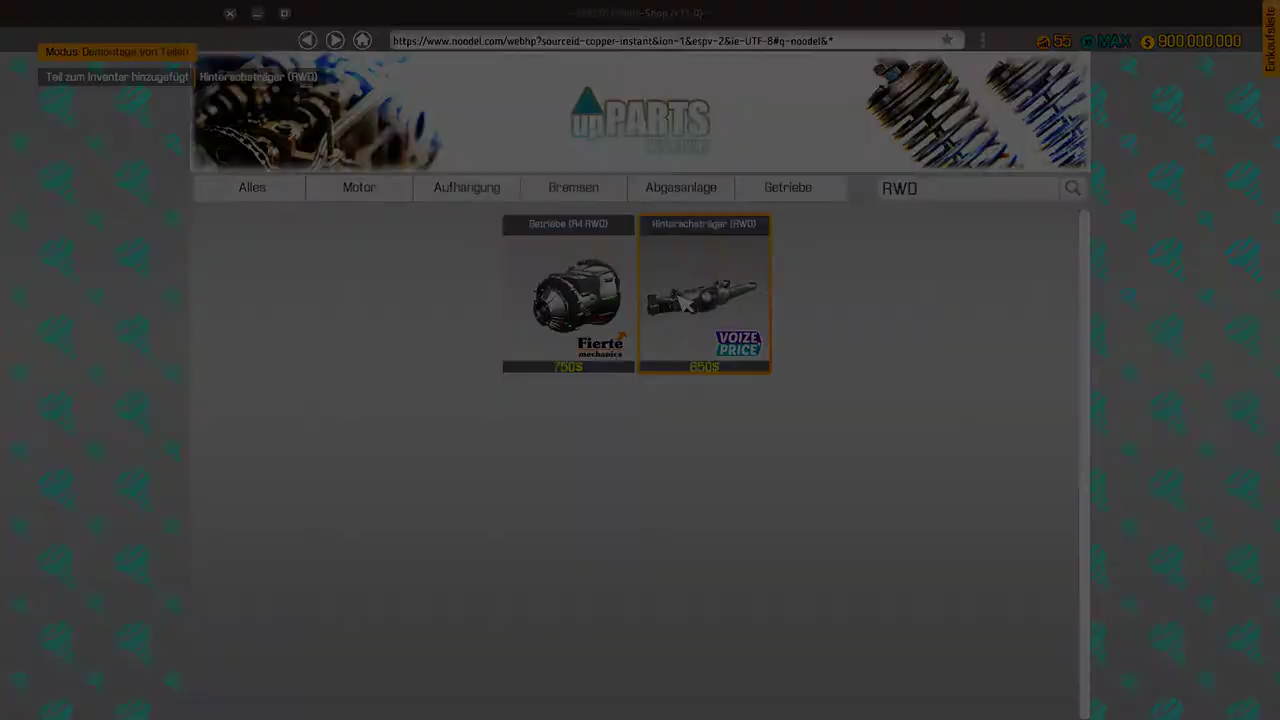 https://www.noodel.com/webhp?sourceid-copper-instant&ion-1&espv-2&ie-UTF-8#q-noodel&*
55
MAX
900.000.000
Einkaufsliste
Modus: Demontage von Teilen
Teil zum Inventar hinzugefügt
Hinterachsträger (RWD)
upPARTS
Alles
Motor
Aufhängung
Bremsen
Abgasanlage
Getriebe
RWD
Getriebe (R4 RWD)
Hinterachsträger (RWD)
Fierte
mechanics
VOIZE
PRICE
750$
650$